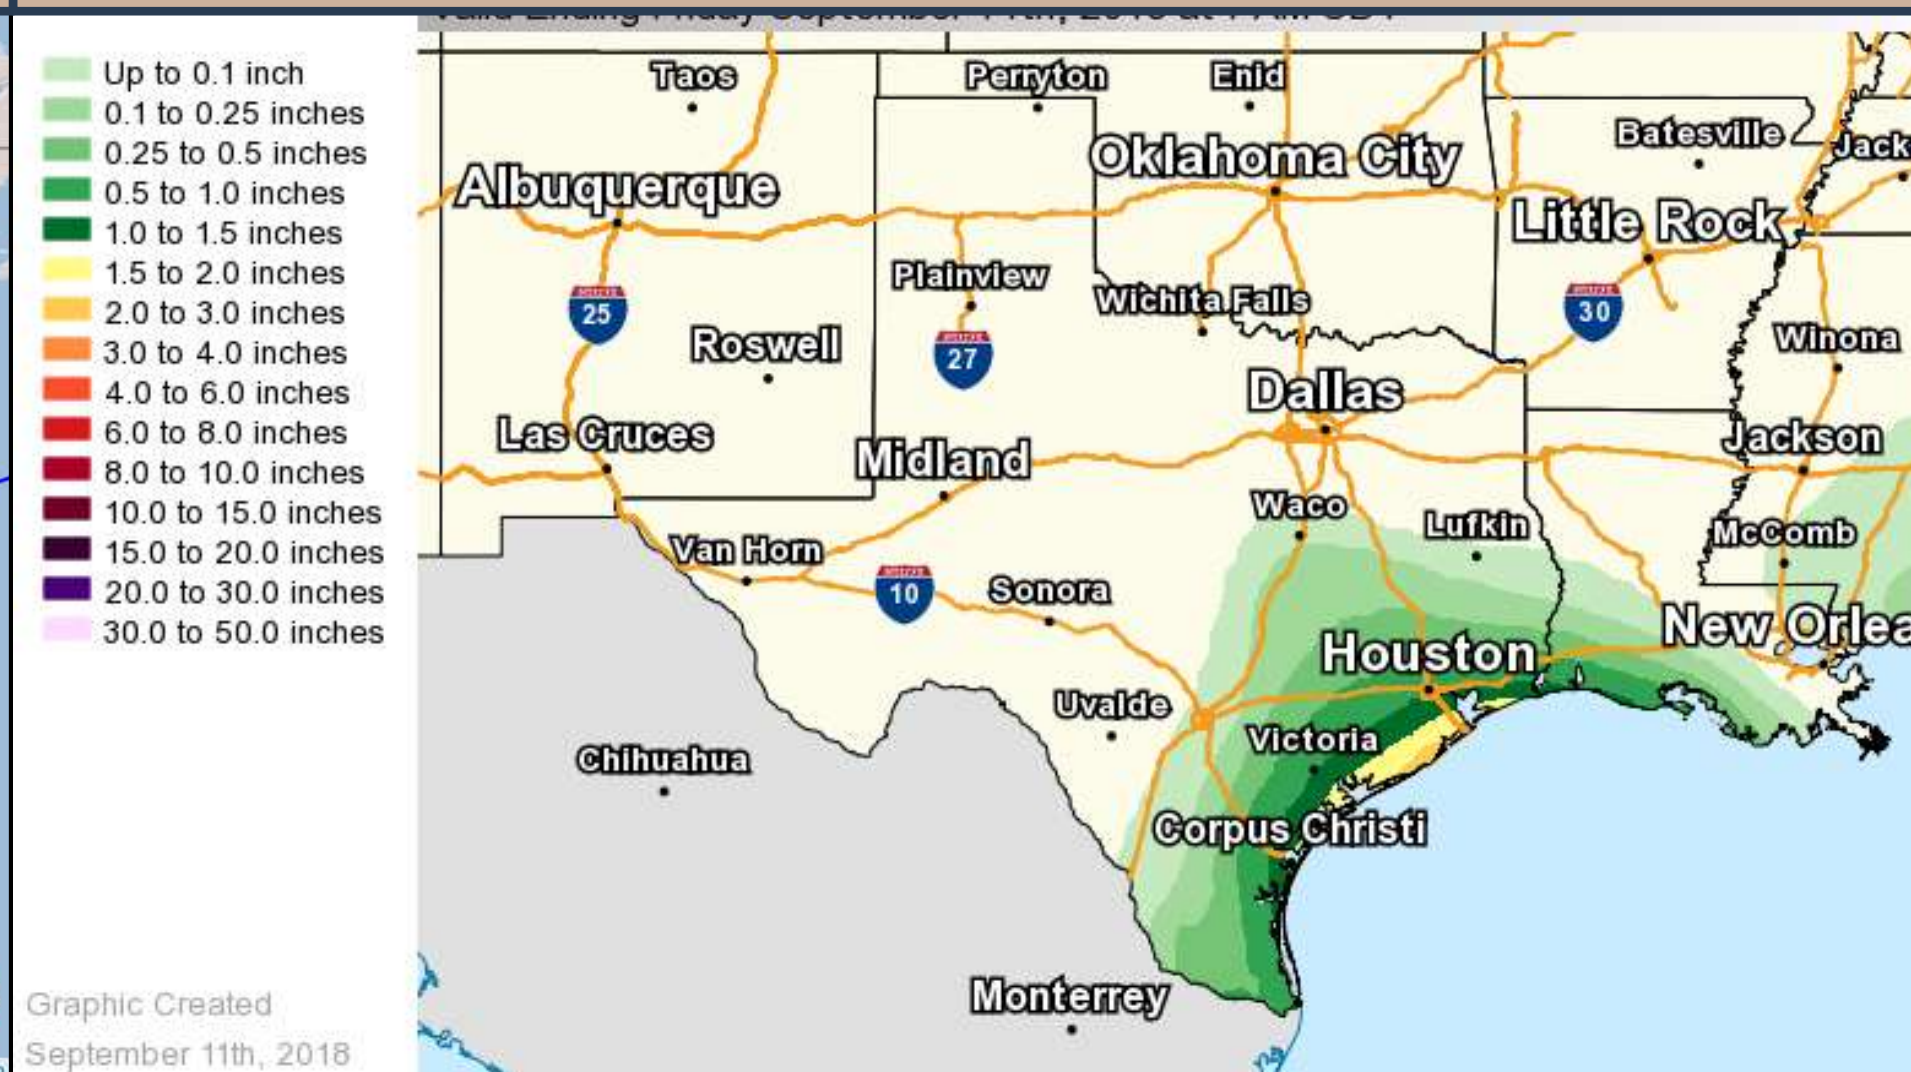 Up to 0.1 inch
0.1 to 0.25 inches
0.25 to 0.5 inches
0.5 to 1.0 inches
1.0 to 1.5 inches
1.5 to 2.0 inches
2.0 to 3.0 inches
3.0 to 4.0 inches
4.0 to 6.0 inches
6.0 to 8.0 inches
8.0 to 10.0 inches
10.0 to 15.0 inches
15.0 to 20.0 inches
20.0 to 30.0 inches
30.0 to 50.0 inches
Graphic Created
September 11th, 2018
Taos
Perryton
Enid
Batesville
Jack
Oklahoma City
Albuquerque
Little Rock
Plainview
Wichita Falls
25
30
Roswell
27
Winona
Dallas
Las Cruces
Midland
Jackson
Waco
Lufkin
McComb
Van Horn
10
Sonora
New Orlea
Houston
Uvalde
Victoria
Chihuahua
Corpus Christi
Monterrey